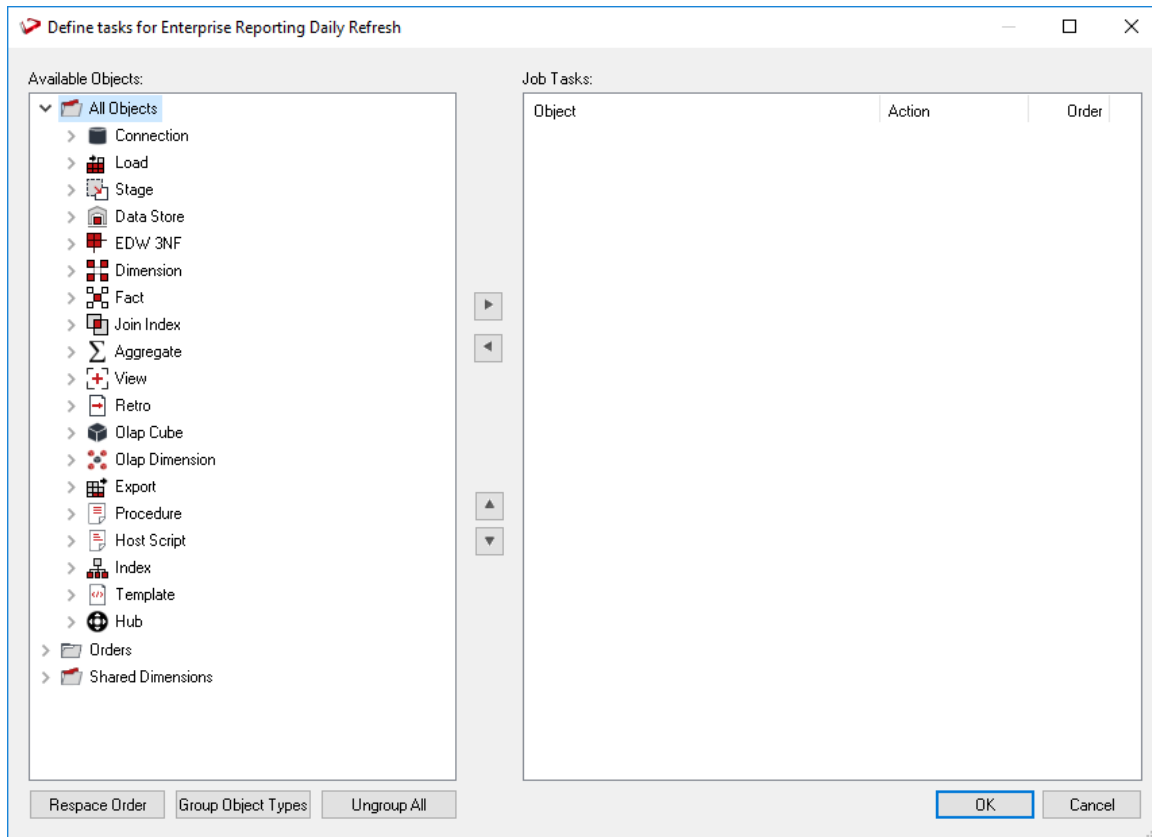 Define tasks for Enterprise Reporting Daily Refresh
Available Objects:
Job Tasks:
All Objects
Connection
Load
Stage
Data Store
EDW 3NF
Dimension
Fact
Join Index
Aggregate
View
Retro
Olap Cube
Olap Dimension
Export
Procedure
Host Script
Index
Template
Hub
Orders
Shared Dimensions
Object Action Order
Respace Order Group Object Types Ungroup All OK Cancel